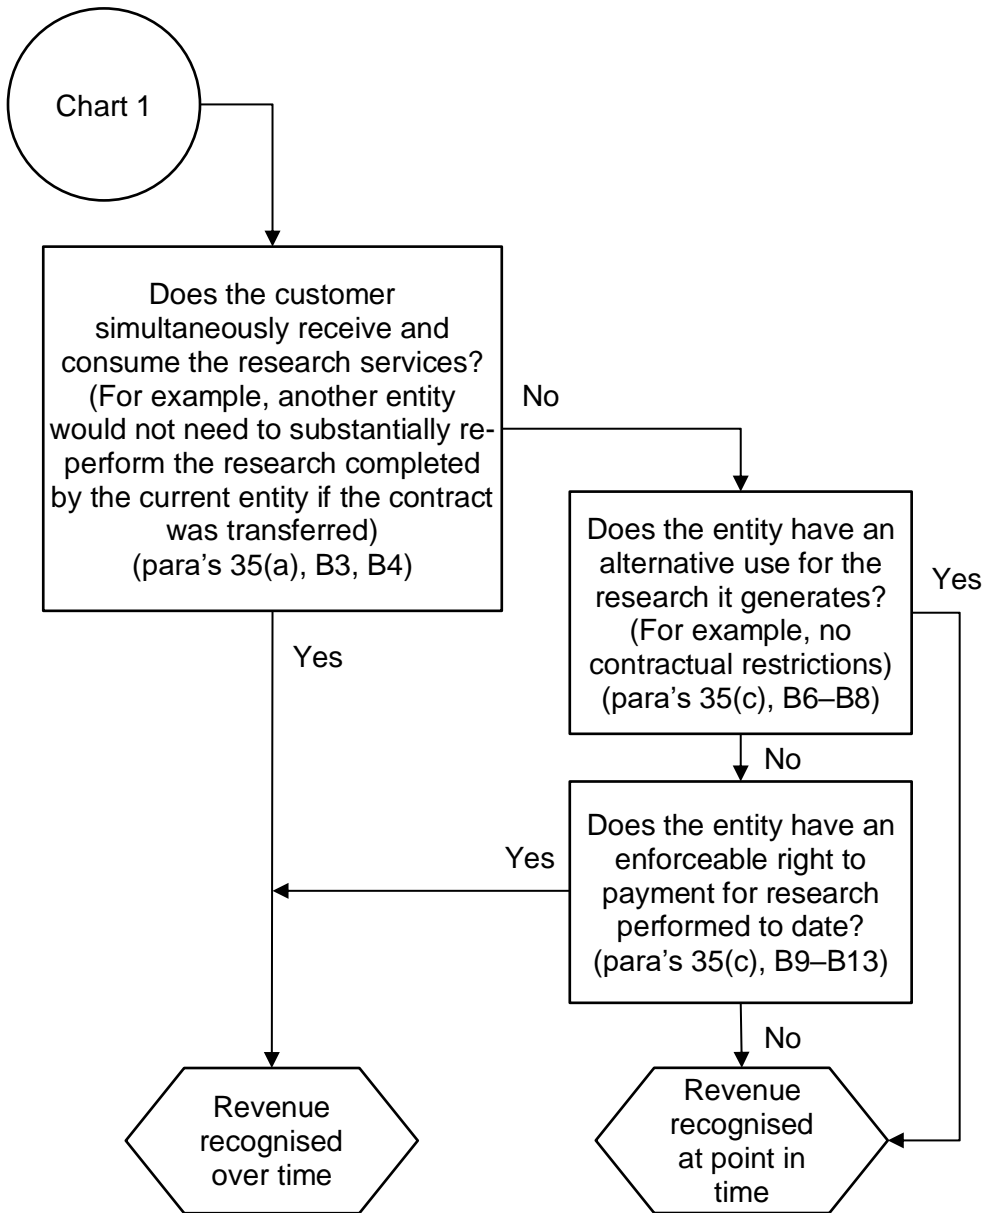 Chart 1
Does the customer
simultaneously receive and
consume the research services?
(For example, another entity
would not need to substantially re-
perform the research completed
by the current entity if the contract
was transferred)
(para’s 35(a), B3, B4)
No
Yes
Does the entity have an
alternative use for the
research it generates?
(For example, no
contractual restrictions)
(para’s 35(c), B6–B8)
Yes
No
Does the entity have an
enforceable right to
payment for research
performed to date?
(para’s 35(c), B9–B13)
Yes
No
Revenue
recognised
over time
Revenue
recognised
at point in
time